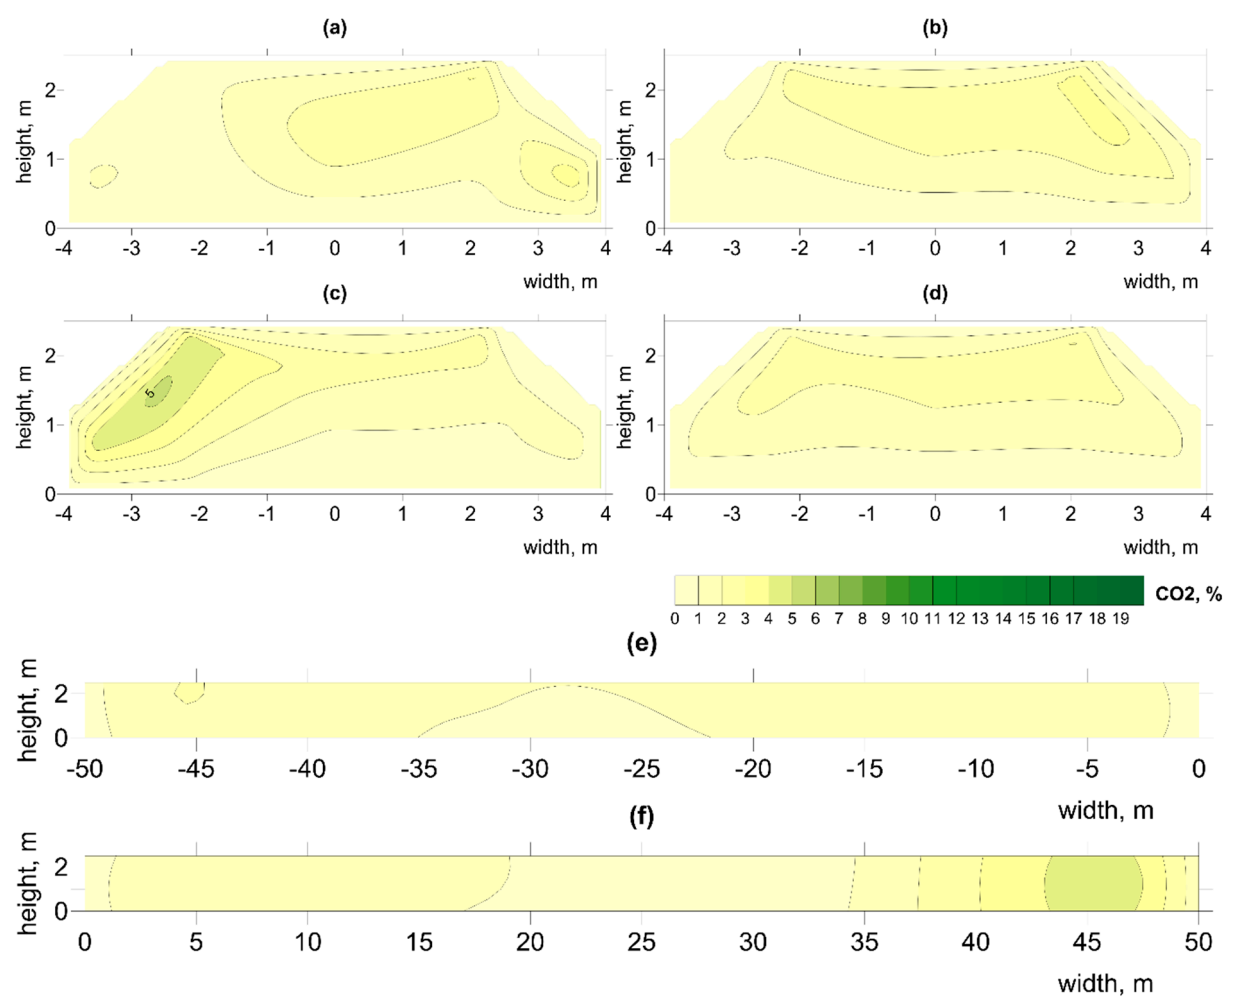 (a)
(b)
height, m
2
1
0
-4 -3 -2 -1 0 1 2 3 4
width, m
height, m
2
1
0
-4 -3 -2 -1 0 1 2 3 4
width, m
(c)
(d)
height, m
2
1
0
5
-4 -3 -2 -1 0 1 2 3 4
width, m
height, m
2
1
0
-4 -3 -2 -1 0 1 2 3 4
width, m
CO2, %
0 1 2 3 4 5 6 7 8 9 10 11 12 13 14 15 16 17 18 19
(e)
height, m
2
0
-50 -45 -40 -35 -30 -25 -20 -15 -10 -5 0
width, m
(f)
height, m
2
0
0 5 10 15 20 25 30 35 40 45 50
width, m